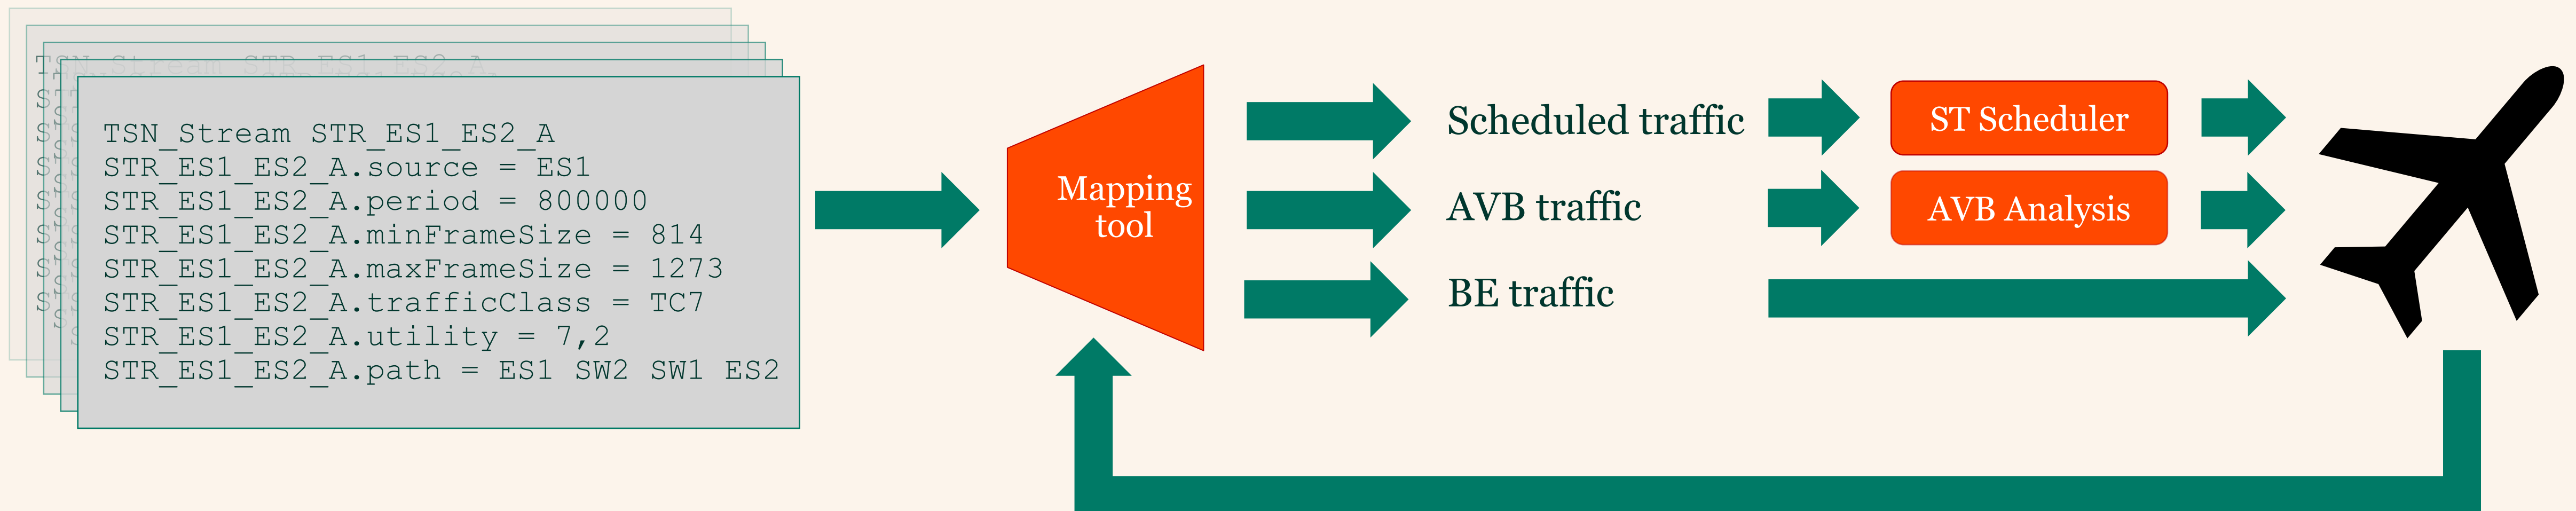 TSN_Stream STR_ES1_ES2_A
TSN_Stream STR_ES1_ES2_A
STR_ES1_ES2_A.source = ES1
STR_ES1_ES2_A.period = 800000
STR_ES1_ES2_A.minFrameSize = 814
STR_ES1_ES2_A.maxFrameSize = 1273
STR_ES1_ES2_A.trafficClass = TC7
STR_ES1_ES2_A.utility = 7,2
STR_ES1_ES2_A.path = ES1 SW2 SW1 ES2
Mapping
tool
Scheduled traffic
AVB traffic
BE traffic
ST Scheduler
AVB Analysis